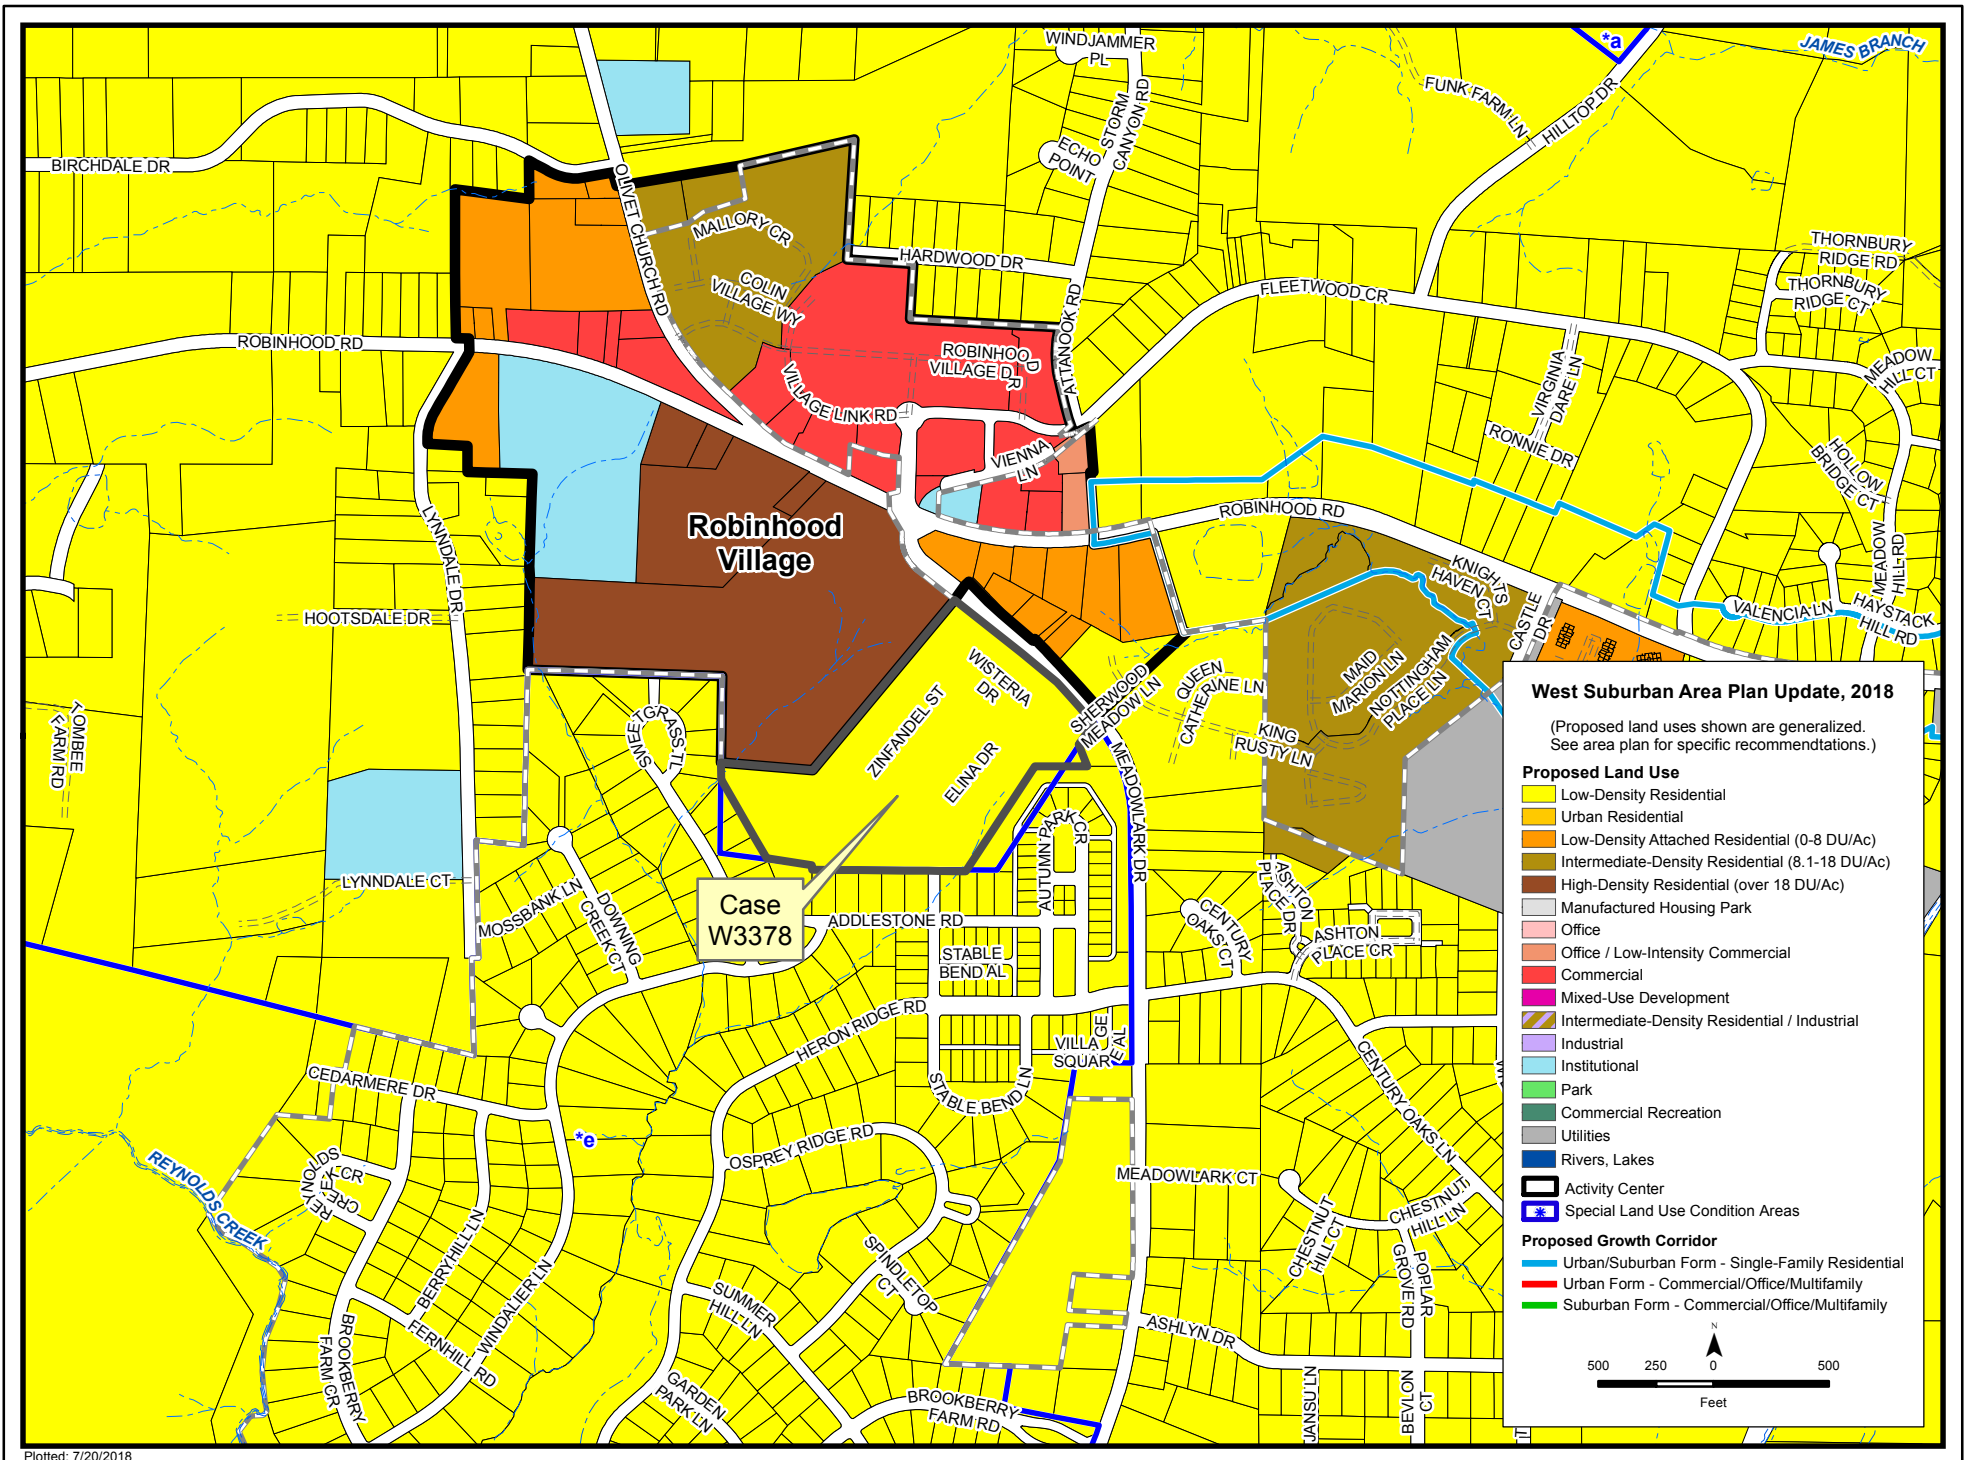 WINDJAMMER
PL
*a
JAMES BRANCH
FUNK FARM LN
HILLTOP DR
STORM
CANYON RD
ECHO
POINT
BIRCHDALE DR
OLIVET CHURCH RD
MALLORY CR
COLIN
VILLAGE WY
HARDWOOD DR
ATTANOOK RD
FLEETWOOD CR
THORNBURY
RIDGE RD
THORNBURY
RIDGE CT
MEADOW
HILL CT
VIRGINIA
DARE LN
RONNIE DR
HOLLOW
BRIDGE CT
MEADOW
HILL RD
ROBINHOOD RD
ROBINHOOD
VILLAGE DR
VILLAGE LINK RD
VIENNA
LN
ROBINHOOD RD
Robinhood
Village
LYNNDALE DR
HOOTSDALE DR
KNIGHTS
HAVEN CT
CASTLE
DR
VALENCIA LN
HAYSTACK
HILL RD
WISTERIA
DR
ZINFANDEL ST
ELINA DR
SHERWOOD
MEADOW LN
QUEEN
CATHERINE LN
KING
RUSTY LN
MAID
MARION LN
NOTTINGHAM
PLACE LN
TOMBEE
FARM RD
SWEETGRASS TL
MEADOWLARK DR
AUTUMN PARK CR
LYNNDALE CT
MOSSBANK LN
DOWNING
CREEK CT
Case
W3378
ADDLESTONE RD
STABLE
BEND AL
CENTURY
OAKS CT
ASHTON
PLACE DR
ASHTON
PLACE CR
HERON RIDGE RD
VILLAGE
SQUARE AL
STABLE BEND LN
CENTURY OAKS LN
CEDARMERE DR
*e
OSPREY RIDGE RD
MEADOWLARK CT
REYNOLDS
CREEK CR
REYNOLDS CREEK
BERRYHILL LN
WINDALIER LN
SPINDLETOP
CT
CHESTNUT
HILL CT
CHESTNUT
HILL LN
POPLAR
GROVE RD
SUMMER
HILL LN
FERNHILL RD
BROOKBERRY
FARM CR
GARDEN
PARK LN
BROOKBERRY
FARM RD
ASHLYN DR
JANSU LN
BEVLON
CT
West Suburban Area Plan Update, 2018
(Proposed land uses shown are generalized.
See area plan for specific recommendtations.)
Proposed Land Use
Low-Density Residential
Urban Residential
Low-Density Attached Residential (0-8 DU/Ac)
Intermediate-Density Residential (8.1-18 DU/Ac)
High-Density Residential (over 18 DU/Ac)
Manufactured Housing Park
Office
Office / Low-Intensity Commercial
Commercial
Mixed-Use Development
Intermediate-Density Residential / Industrial
Industrial
Institutional
Park
Commercial Recreation
Utilities
Rivers, Lakes
Activity Center
Special Land Use Condition Areas
Proposed Growth Corridor
Urban/Suburban Form - Single-Family Residential
Urban Form - Commercial/Office/Multifamily
Suburban Form - Commercial/Office/Multifamily
N
500 250 0 500
Feet
Plotted: 7/20/2018